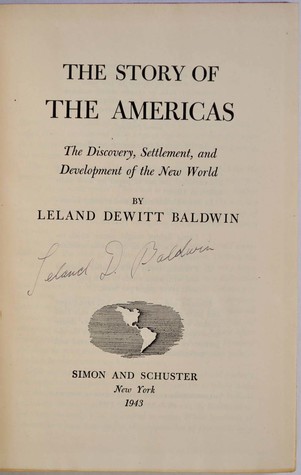 THE STORY OF
THE AMERICAS
The Discovery, Settlement, and
Development of the New World
BY
LELAND DEWITT BALDWIN
Leland D. Baldwin
SIMON AND SCHUSTER
New York
1943